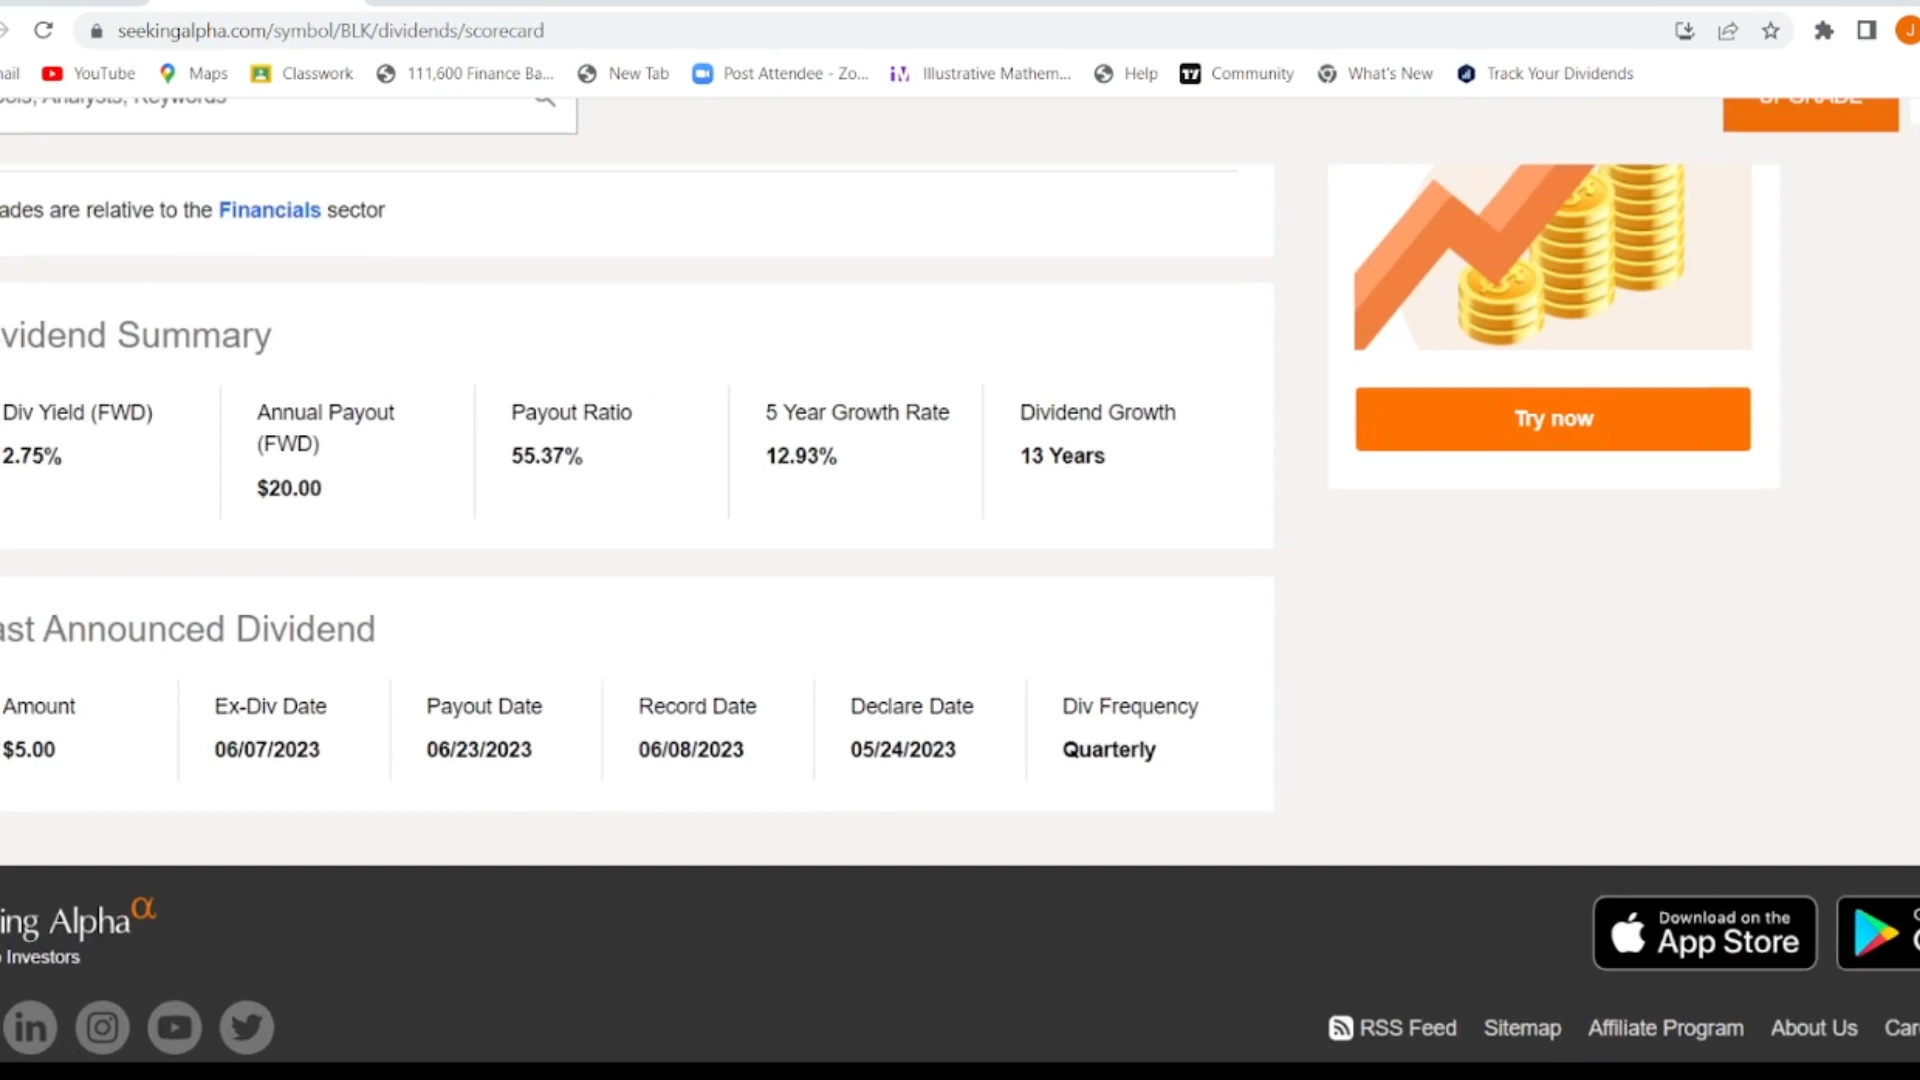 seekingalpha.com/symbol/BLK/dividends/scorecard
ail YouTube Maps Classwork 111,600 Finance Ba... New Tab Post Attendee - Zo... Illustrative Mathem... Help Community What's New Track Your Dividends
ools, Analysts, Keywords
UPGRADE
ades are relative to the Financials sector
vidend Summary
Div Yield (FWD)
2.75%
Annual Payout
(FWD)
$20.00
Payout Ratio
55.37%
5 Year Growth Rate
12.93%
Dividend Growth
13 Years
Try now
ast Announced Dividend
Amount
$5.00
Ex-Div Date
06/07/2023
Payout Date
06/23/2023
Record Date
06/08/2023
Declare Date
05/24/2023
Div Frequency
Quarterly
ing Alpha α
Investors
Download on the
App Store
RSS Feed Sitemap Affiliate Program About Us Car